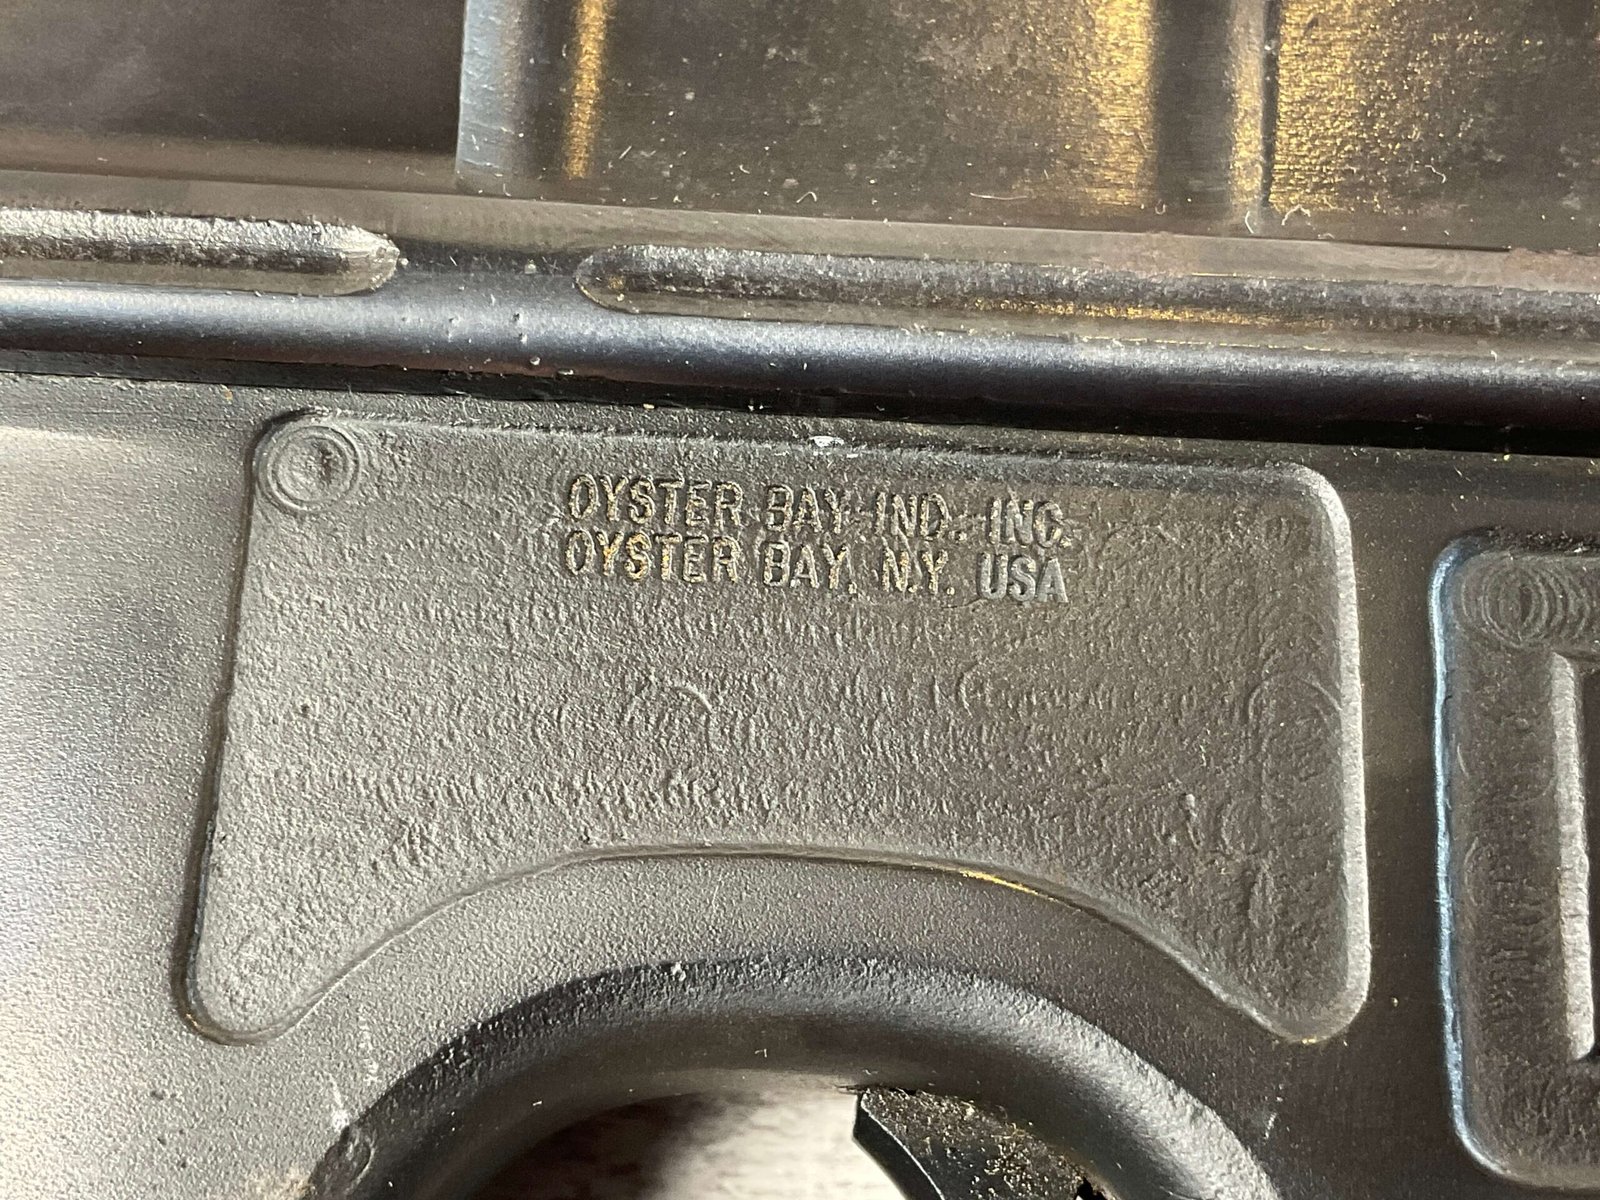 OYSTER BAY IND. INC.
OYSTER BAY, N.Y. USA